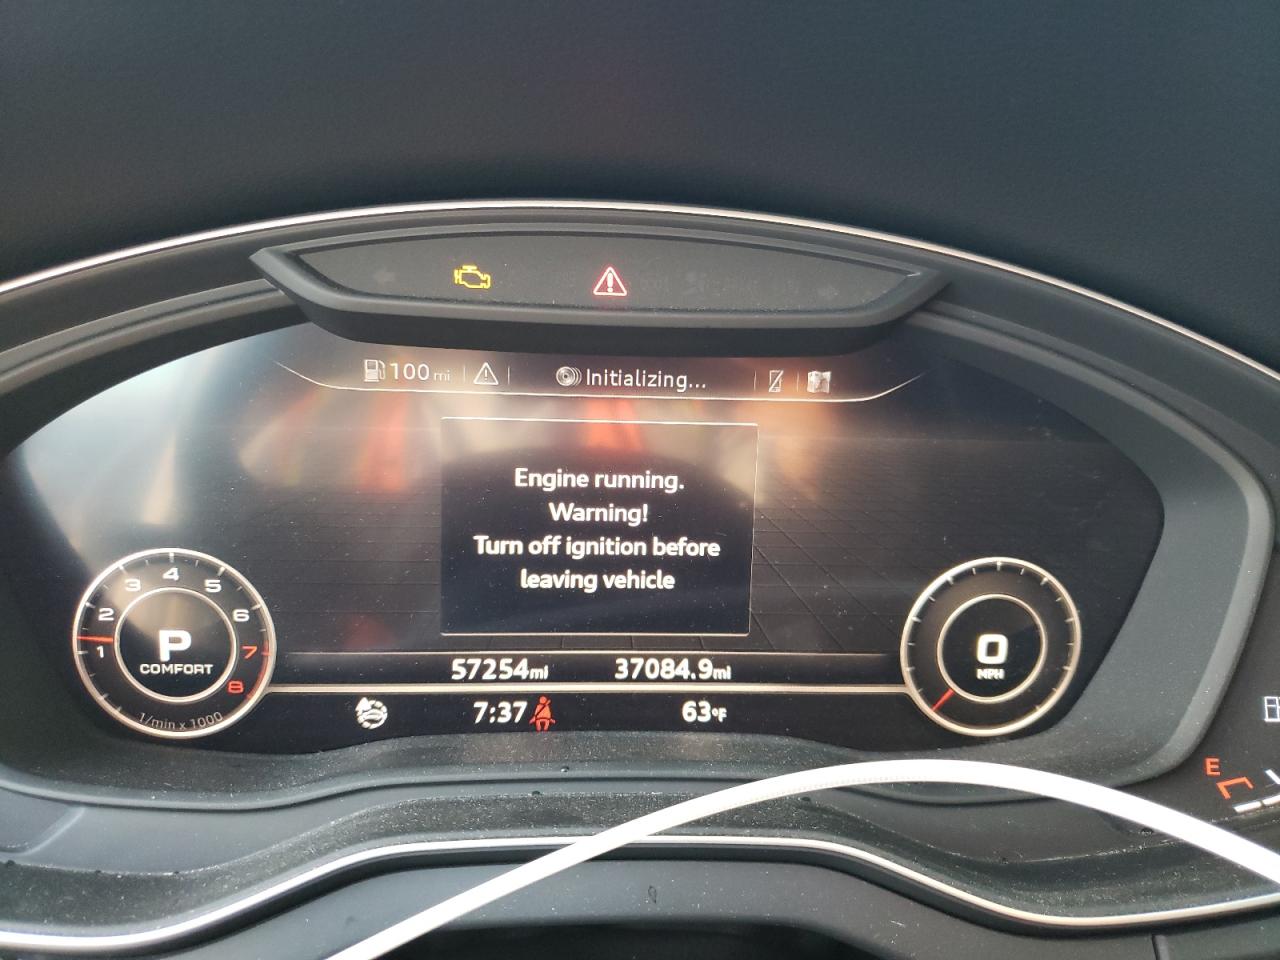 100 mi
Initializing...
Engine running.
Warning!
Turn off ignition before
leaving vehicle
1
2
3
4
5
6
7
8
P
COMFORT
1/min x 1000
0
MPH
57254mi 37084.9mi
7:37 63°F
E